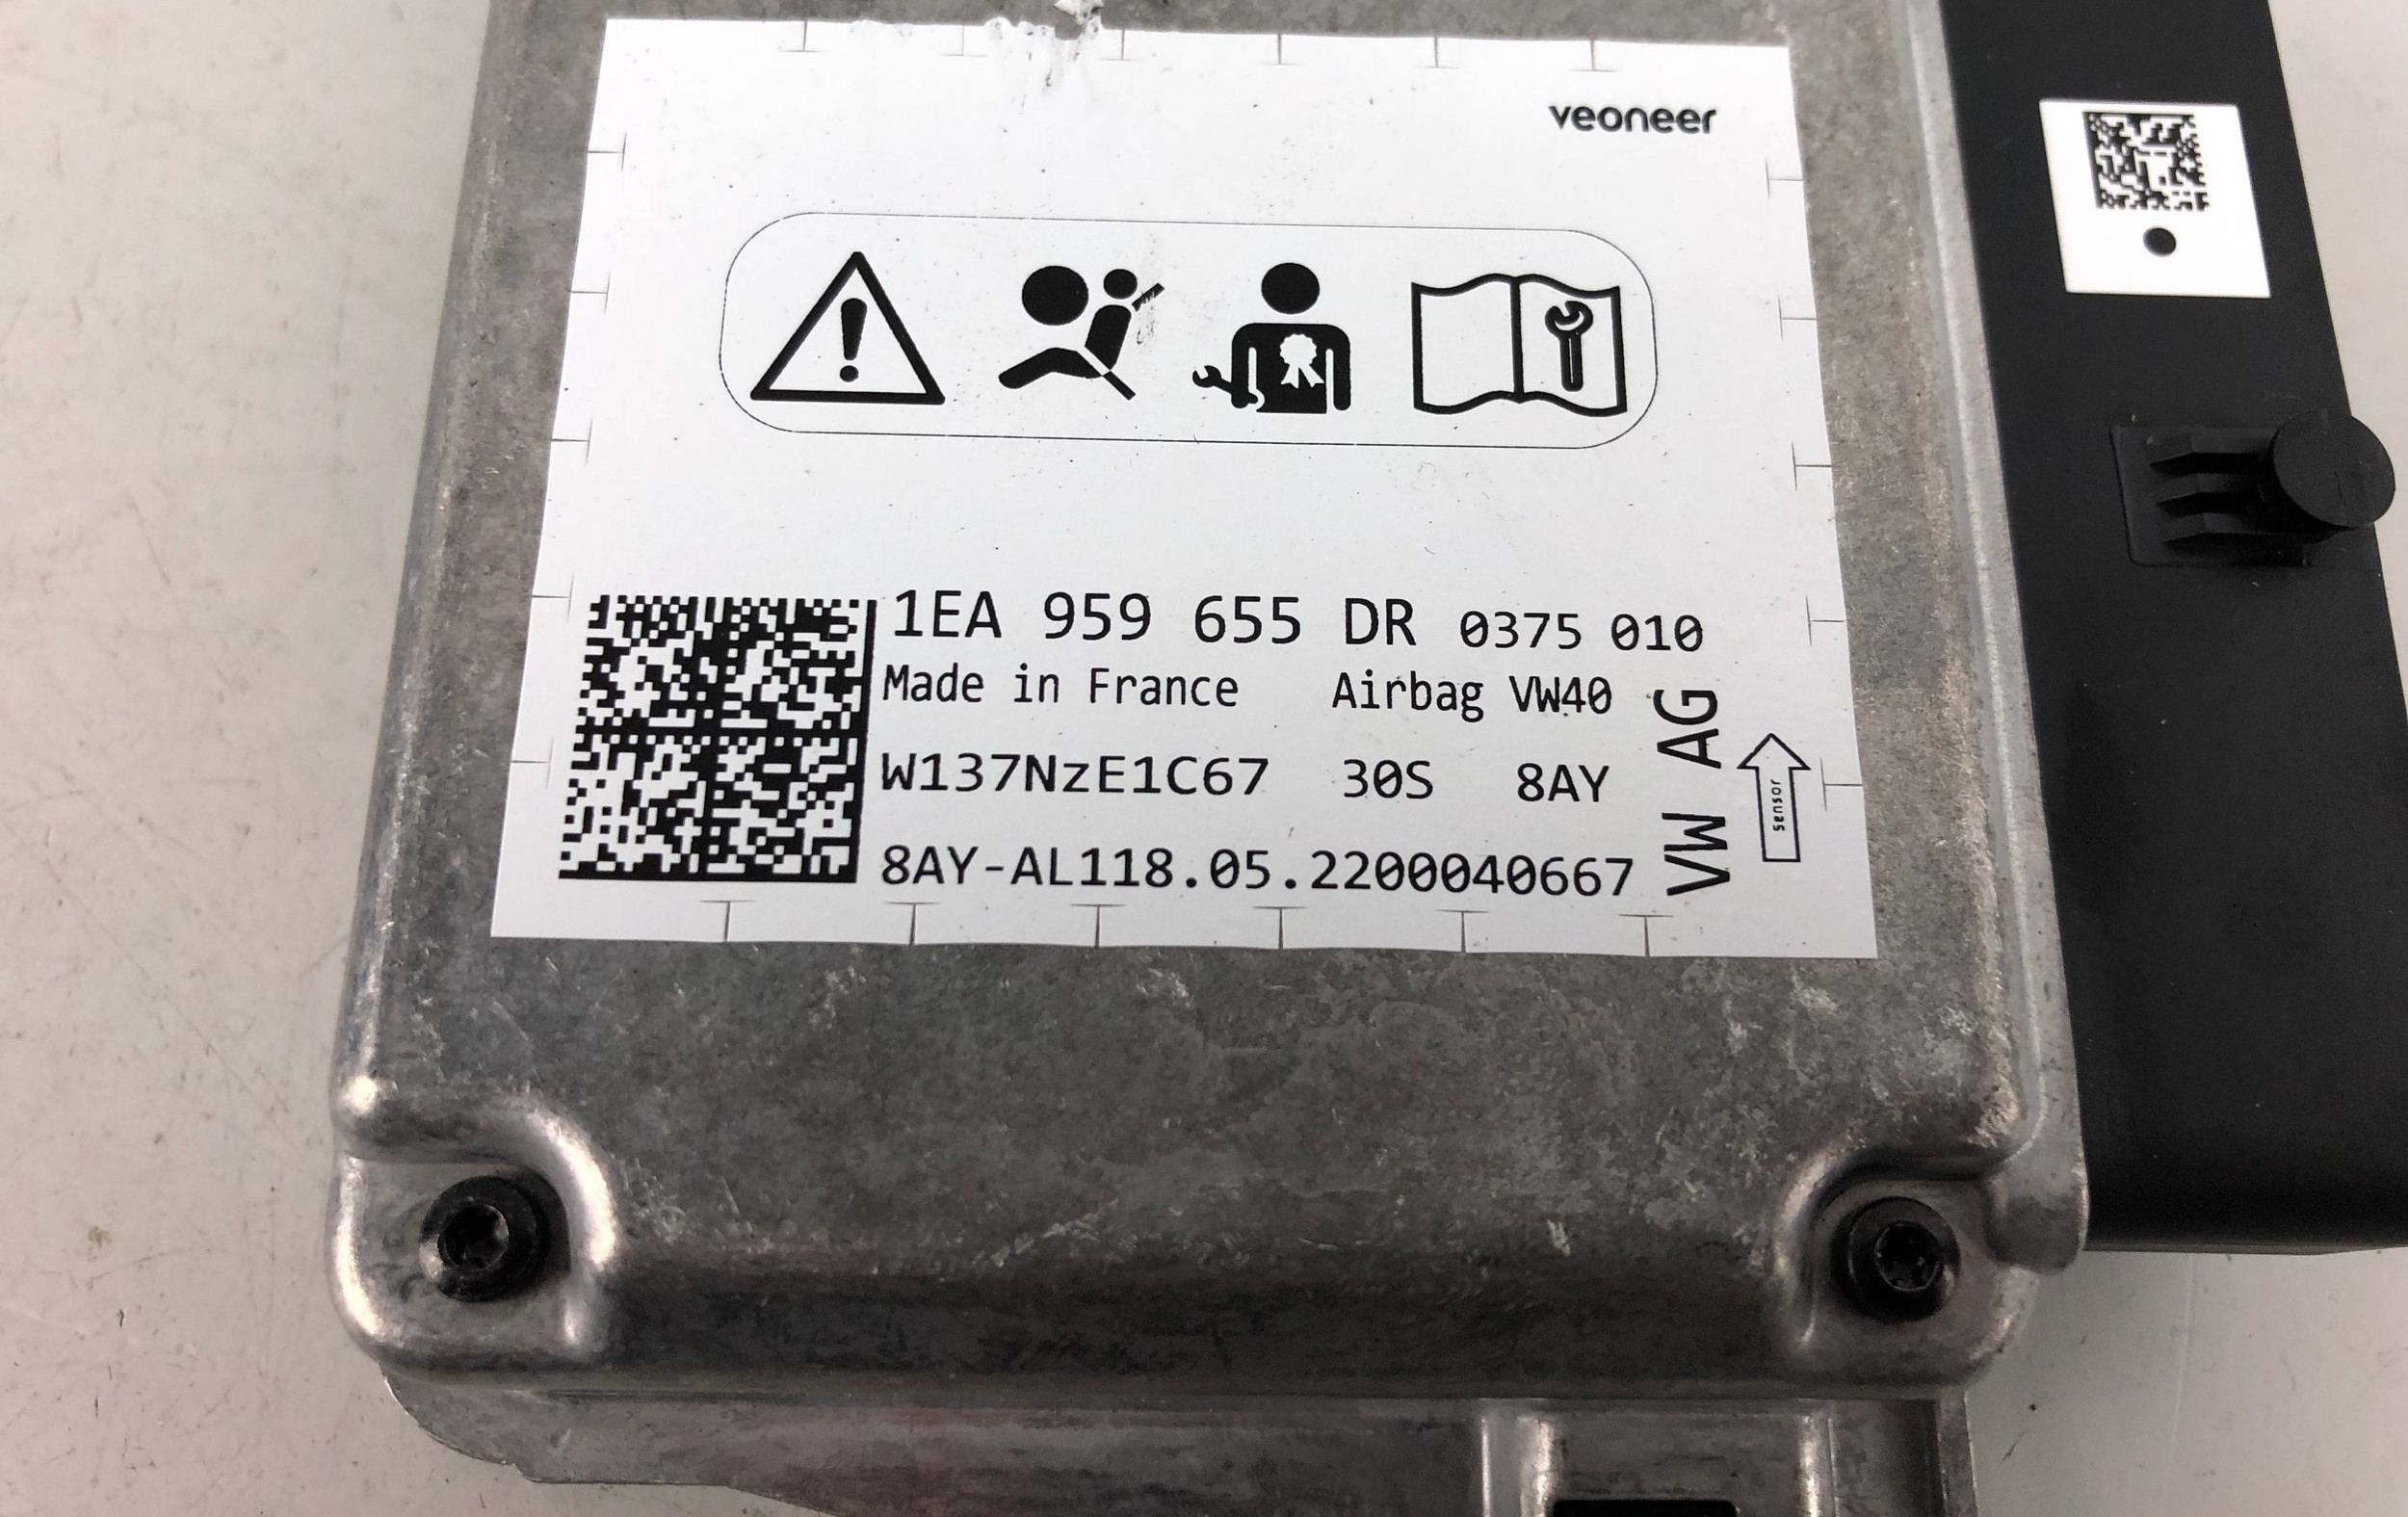 veoneer
1EA 959 655 DR 0375 010
Made in France Airbag VW40
W137NzE1C67 30S 8AY
8AY-AL118.05.2200040667
VW AG
sensor